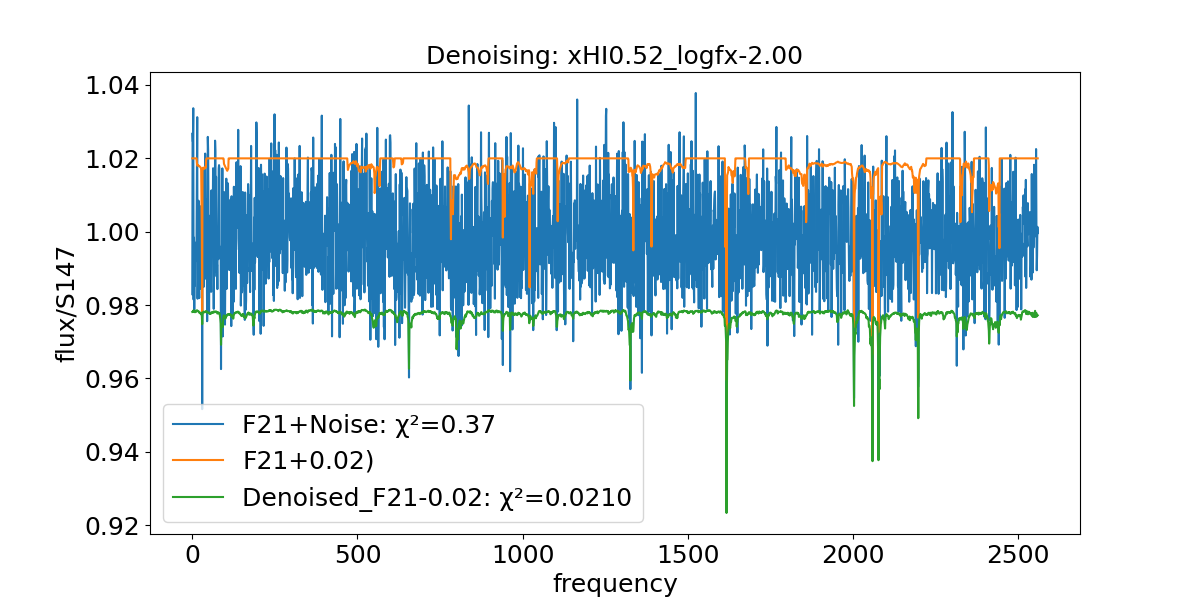 Denoising: xHI0.52_logfx-2.00
flux/S147
1.04
1.02
1.00
0.98
0.96
0.94
0.92
F21+Noise: χ²=0.37
F21+0.02)
Denoised_F21-0.02: χ²=0.0210
0 500 1000 1500 2000 2500
frequency